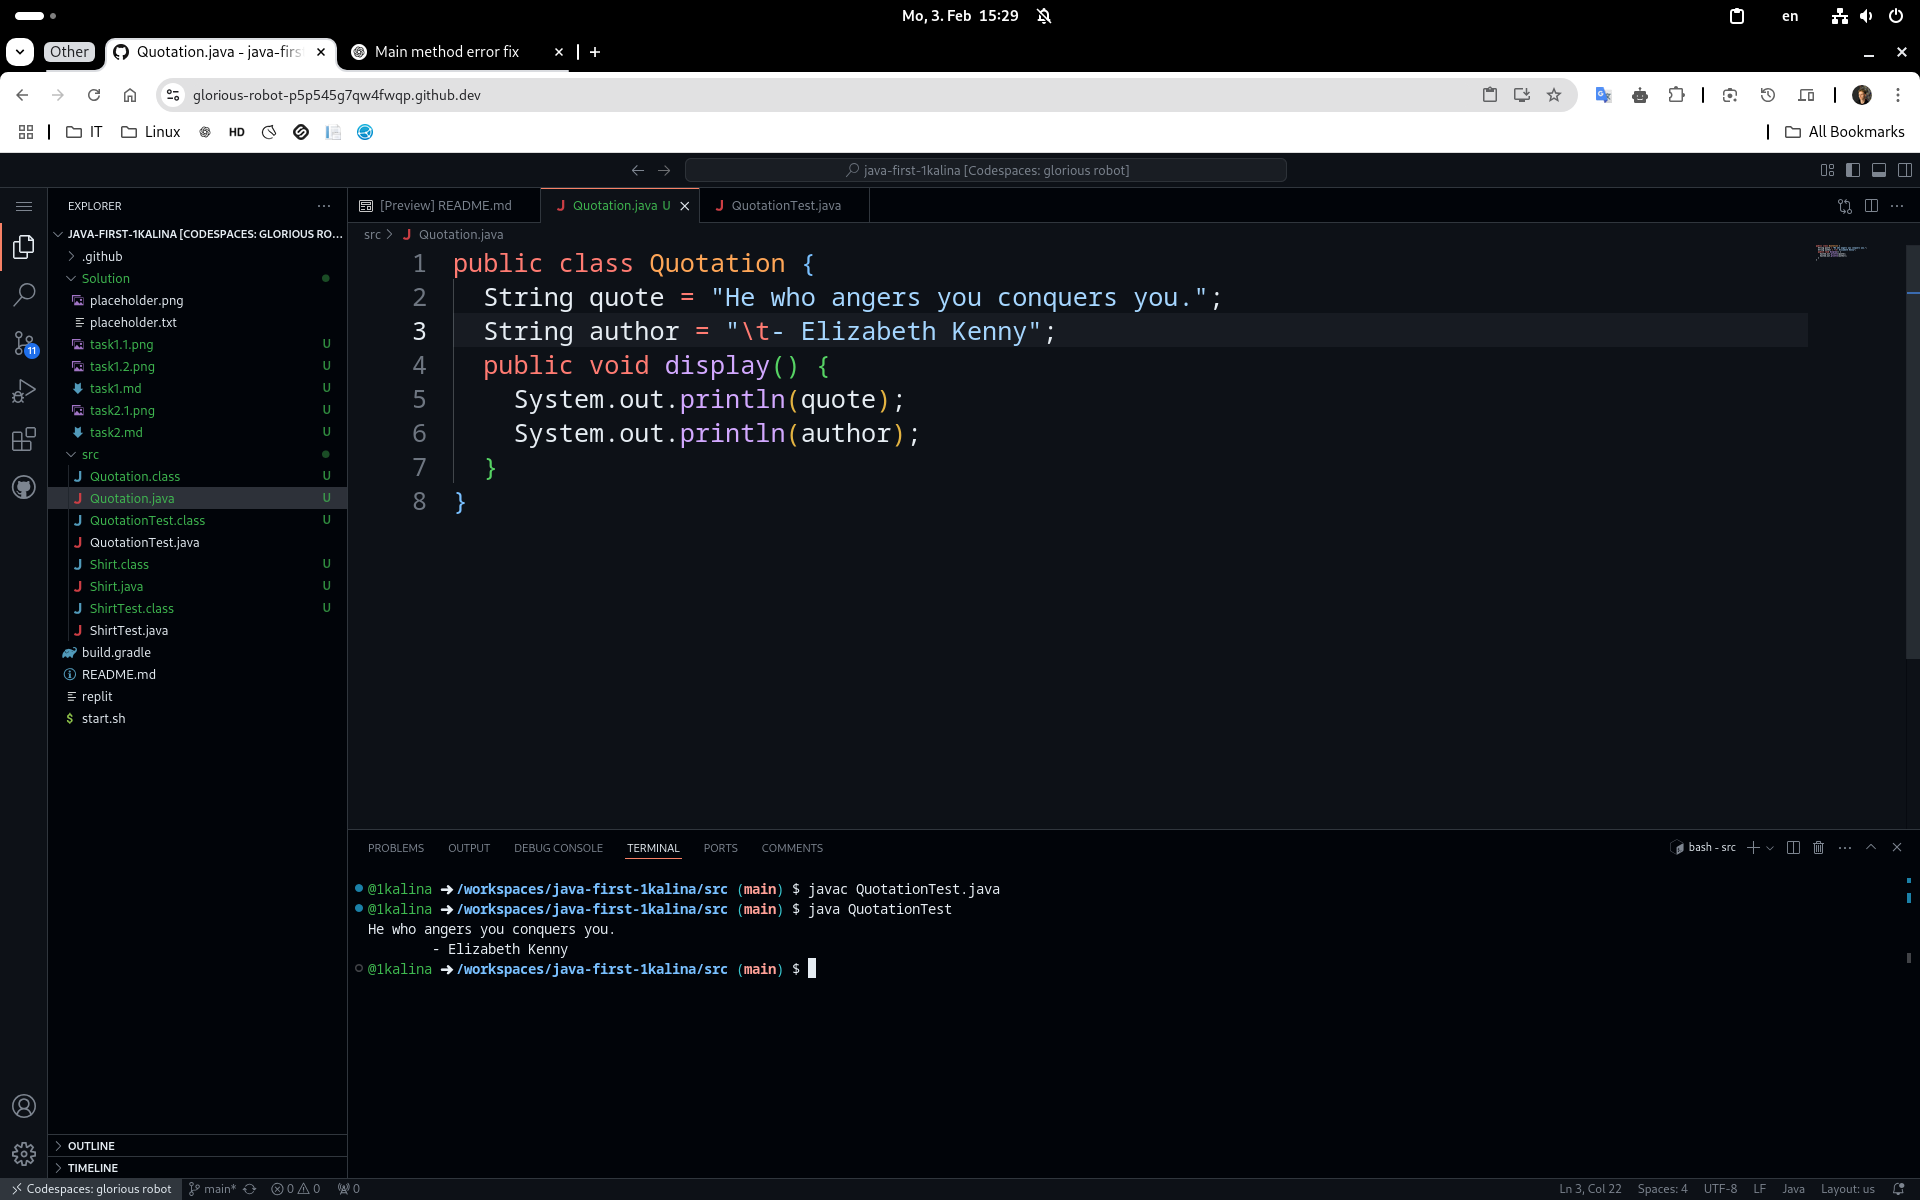 Mo, 3. Feb 15:29
en
Other
Quotation.java - java-firs
Main method error fix
glorious-robot-p5p545g7qw4fwqp.github.dev
IT
Linux
HD
All Bookmarks
java-first-1kalina [Codespaces: glorious robot]
EXPLORER
[Preview] README.md
Quotation.java U
QuotationTest.java
JAVA-FIRST-1KALINA [CODESPACES: GLORIOUS RO...
src > Quotation.java
.github
Solution
placeholder.png
placeholder.txt
task1.1.png U
task1.2.png U
task1.md U
task2.1.png U
task2.md U
11
src
Quotation.class U
Quotation.java U
QuotationTest.class U
QuotationTest.java
Shirt.class U
Shirt.java U
ShirtTest.class U
ShirtTest.java
build.gradle
README.md
replit
$ start.sh
OUTLINE
TIMELINE
1 public class Quotation {
2 String quote = "He who angers you conquers you.";
3 String author = "\t- Elizabeth Kenny";
4 public void display() {
5 System.out.println(quote);
6 System.out.println(author);
7 }
8 }
PROBLEMS OUTPUT DEBUG CONSOLE TERMINAL PORTS COMMENTS
bash - src
@1kalina ➜ /workspaces/java-first-1kalina/src (main) $ javac QuotationTest.java
@1kalina ➜ /workspaces/java-first-1kalina/src (main) $ java QuotationTest
He who angers you conquers you.
- Elizabeth Kenny
@1kalina ➜ /workspaces/java-first-1kalina/src (main) $
Codespaces: glorious robot
main*
0 0
0
Ln 3, Col 22
Spaces: 4
UTF-8
LF
Java
Layout: us